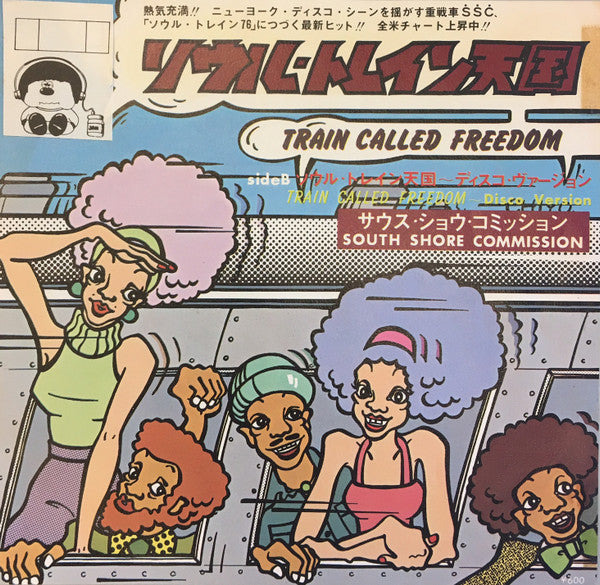 熱気充満!! ニューヨーク・ディスコ・シーンを揺がす重戦車SSC、
「ソウル・トレイン76」につづく最新ヒット!! 全米チャート上昇中!!
ソウル・トレイン天国
TRAIN CALLED FREEDOM
sideB ソウル・トレイン天国～ディスコ・ヴァージョン
TRAIN CALLED FREEDOM～Disco Version
サウス・ショウ・コミッション
SOUTH SHORE COMMISSION
¥600